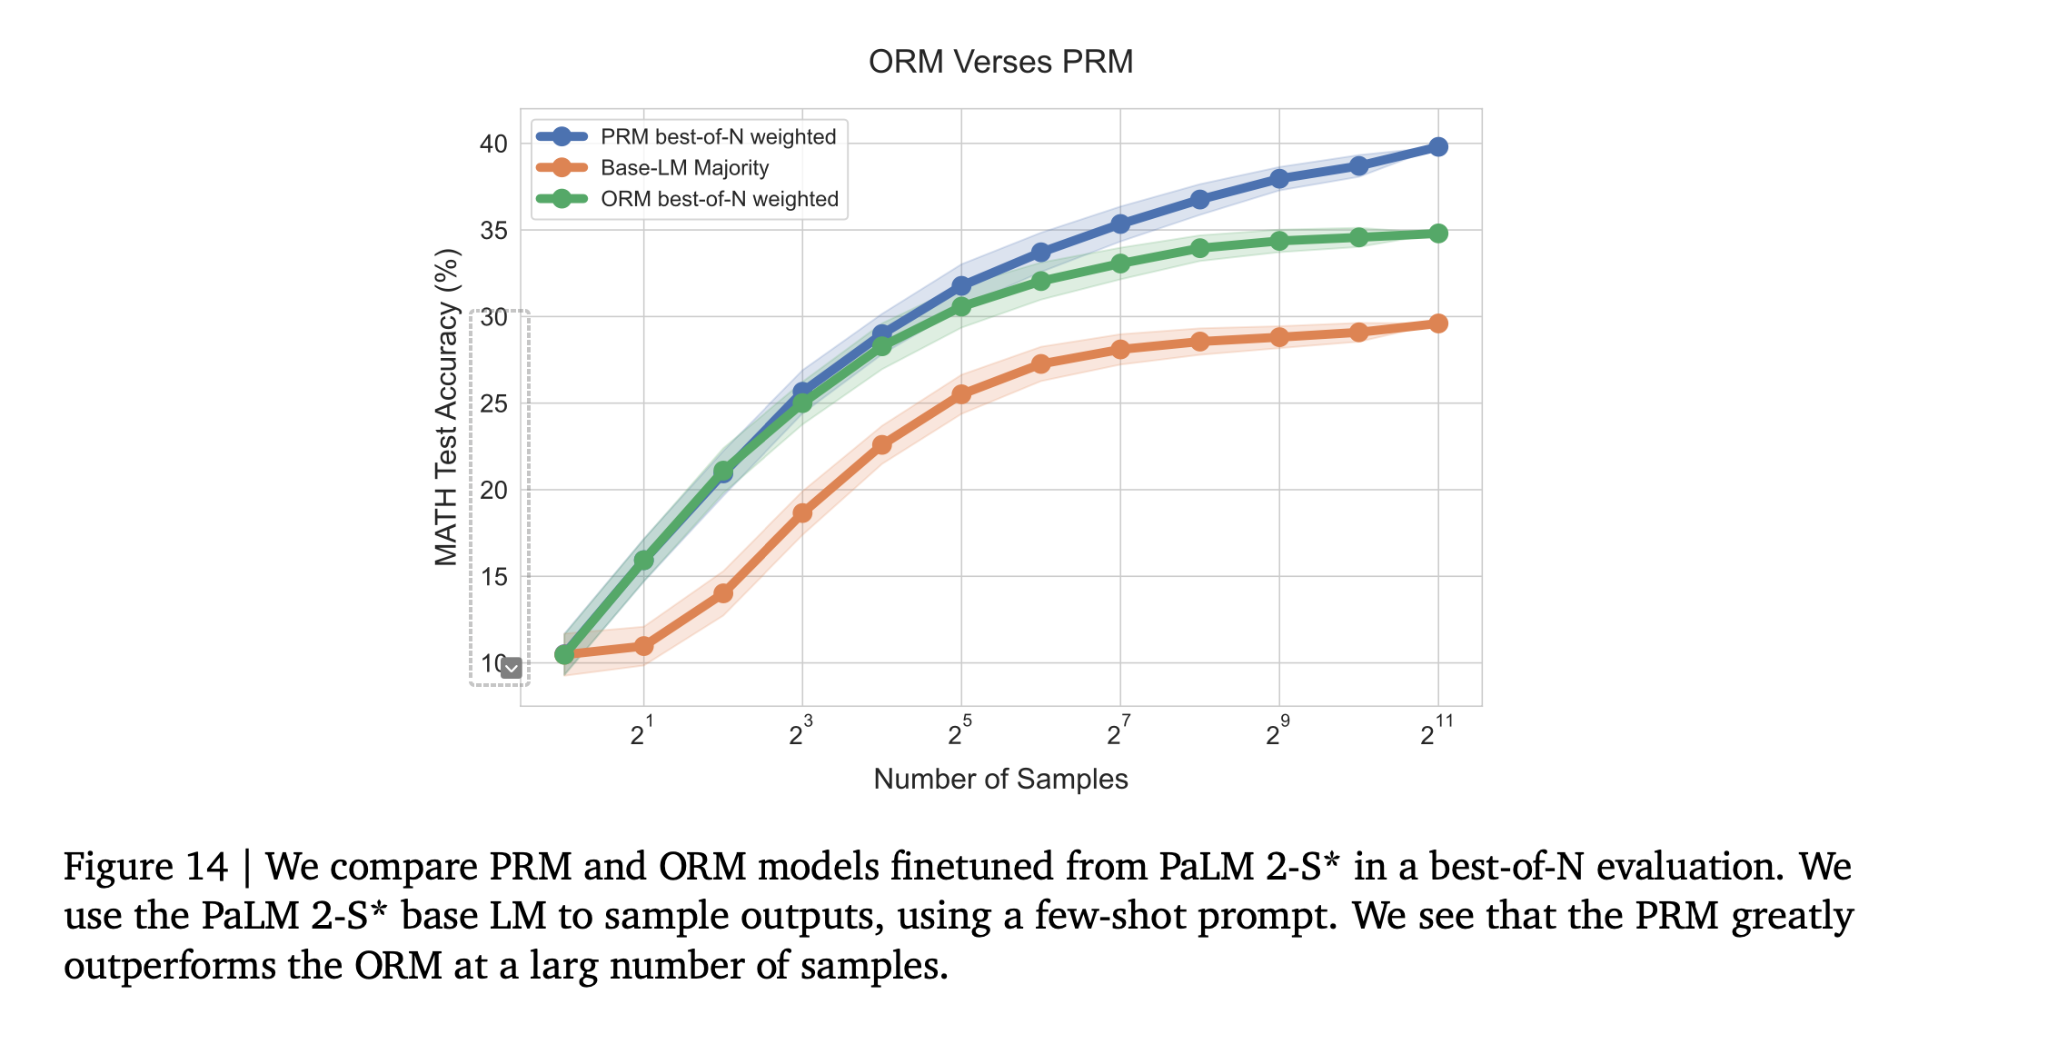 ORM Verses PRM
PRM best-of-N weighted
Base-LM Majority
ORM best-of-N weighted
MATH Test Accuracy (%)
40
35
30
25
20
15
10
2^1
2^3
2^5
2^7
2^9
2^11
Number of Samples
Figure 14 | We compare PRM and ORM models finetuned from PaLM 2-S* in a best-of-N evaluation. We
use the PaLM 2-S* base LM to sample outputs, using a few-shot prompt. We see that the PRM greatly
outperforms the ORM at a larg number of samples.